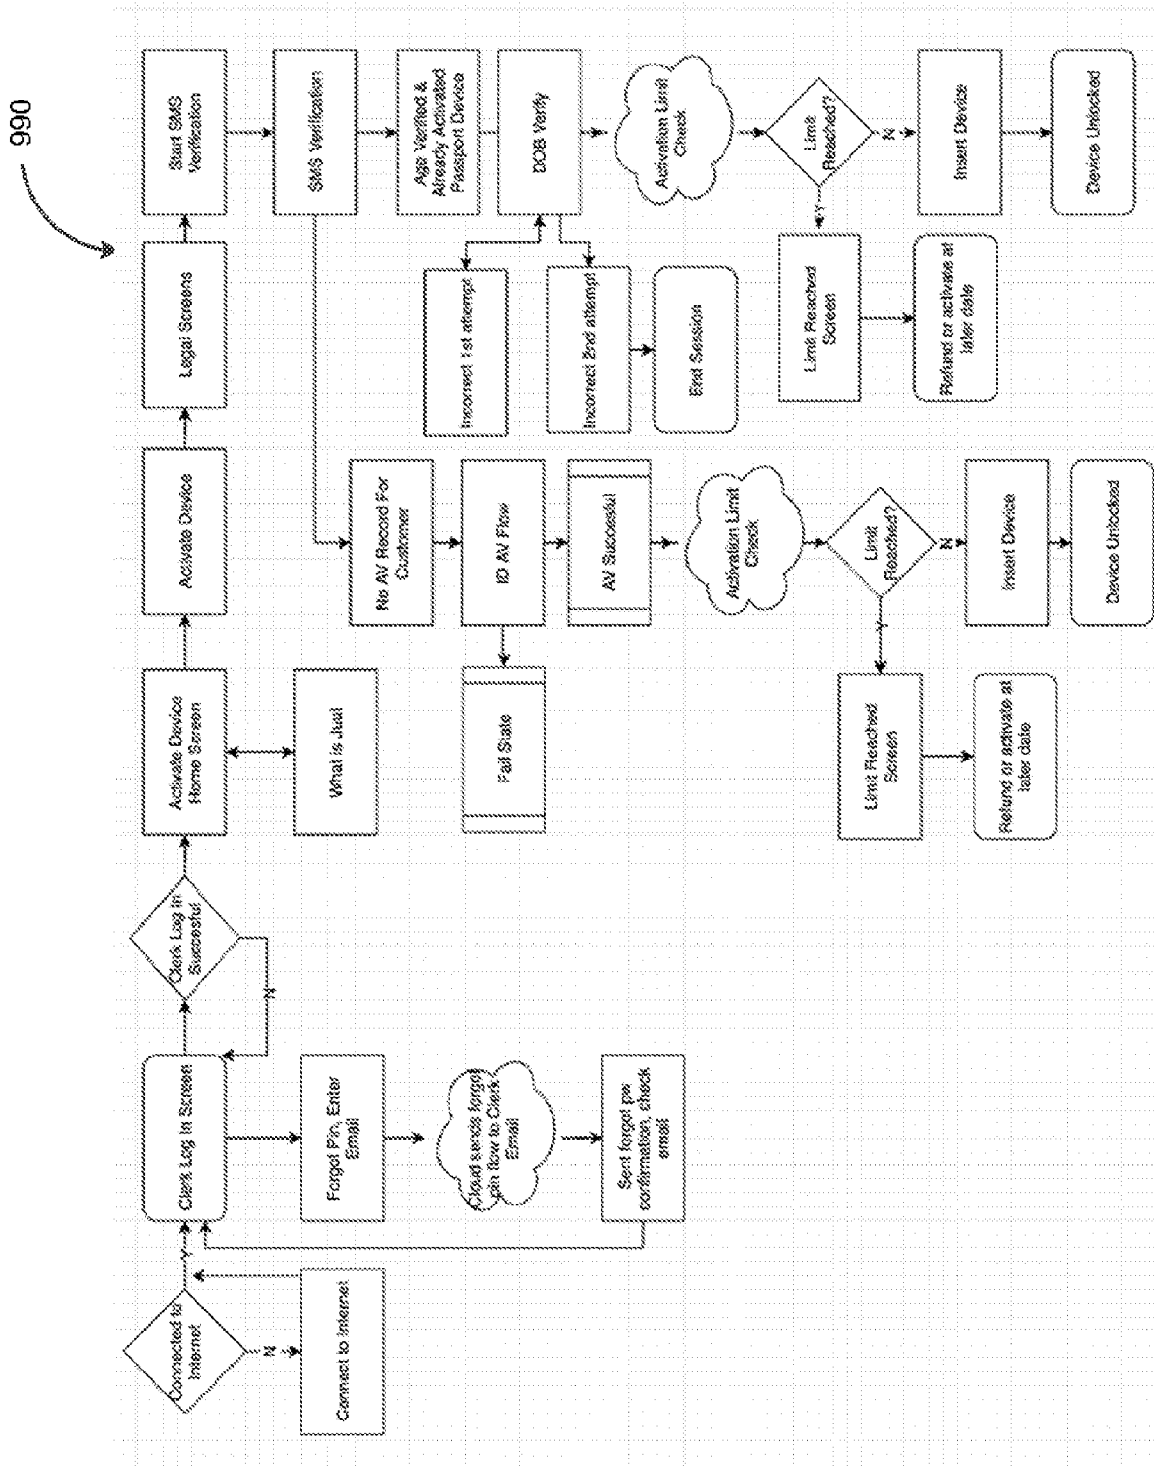 990
Connected to
Internet
Y
N
Connect to Internet
Clerk Log In Screen
Forgot Pin, Enter
Email
Cloud sends forgot
pin flow to Clerk
Email
Sent forgot pw
confirmation, check
email
Clerk Log In
Succesful
N
Activate Device
Home Screen
What is Juul
Activate Device
Legal Screens
Start SMS
Verification
SMS Verification
Age Verified &
Already Activated
Passport Device
DOB Verify
Incorrect 1st attempt
Incorrect 2nd attempt
End Session
Activation Limit
Check
Limit
Reached?
Y
N
Limit Reached
Screen
Refund or activate at
later date
Insert Device
Device Unlocked
No AV Record For
Customer
ID AV Flow
Fail State
AV Successful
Activation Limit
Check
Limit
Reached?
Y
N
Limit Reached
Screen
Refund or activate at
later date
Insert Device
Device Unlocked